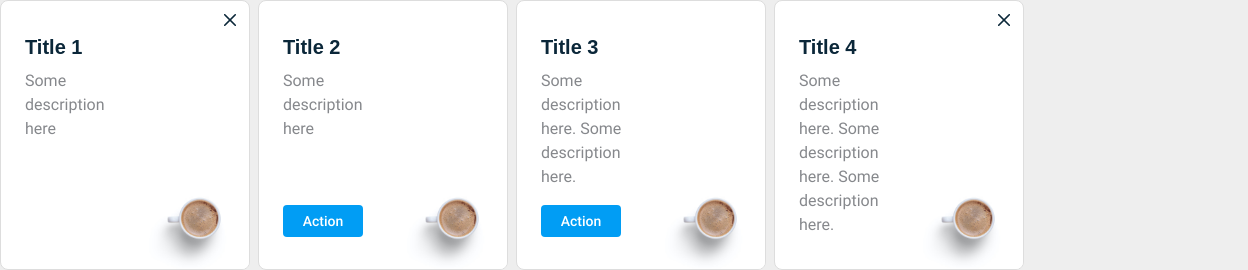 Title 1
Some
description
here
Title 2
Some
description
here
Action
Title 3
Some
description
here. Some
description
here.
Action
Title 4
Some
description
here. Some
description
here. Some
description
here.